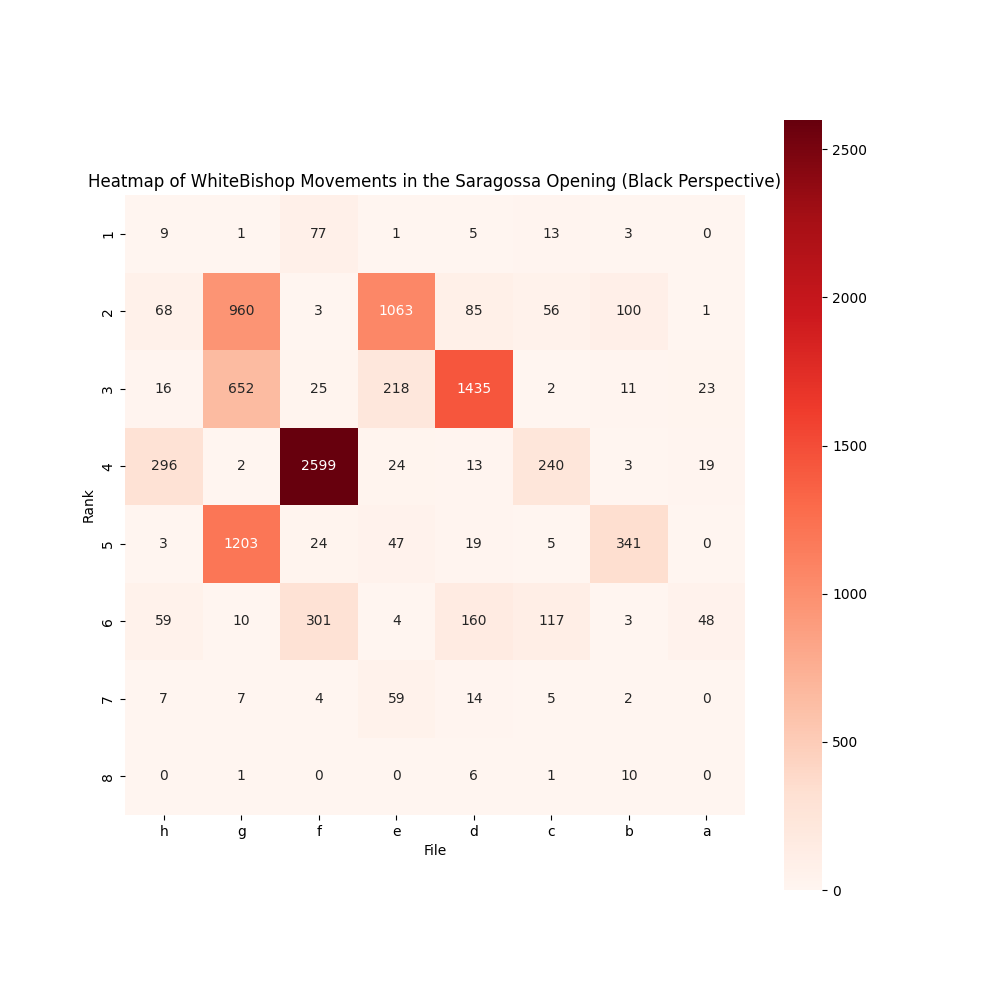 Heatmap of WhiteBishop Movements in the Saragossa Opening (Black Perspective)
1 9 1 77 1 5 13 3 0
2 68 960 3 1063 85 56 100 1
3 16 652 25 218 1435 2 11 23
4 296 2 2599 24 13 240 3 19
5 3 1203 24 47 19 5 341 0
6 59 10 301 4 160 117 3 48
7 7 7 4 59 14 5 2 0
8 0 1 0 0 6 1 10 0
h g f e d c b a
File
Rank
2500
2000
1500
1000
500
0